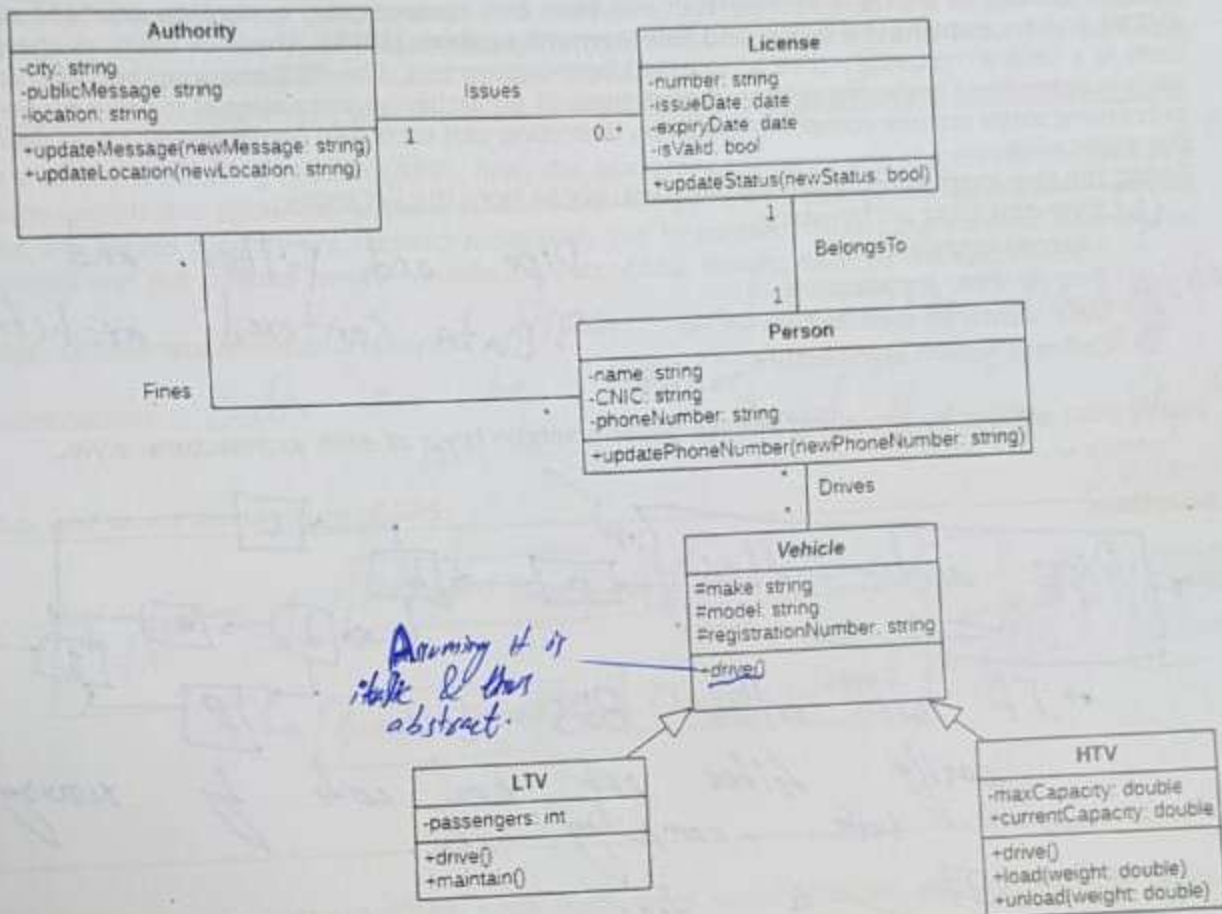 Authority
-city: string
-publicMessage: string
-location: string
+updateMessage(newMessage: string)
+updateLocation(newLocation: string)
Issues
1
0..*
License
-number: string
-issueDate: date
-expiryDate: date
-isValid: bool
+updateStatus(newStatus: bool)
1
BelongsTo
1
*
Fines
*
Person
-name: string
-CNIC: string
-phoneNumber: string
+updatePhoneNumber(newPhoneNumber: string)
*
Drives
*
Vehicle
#make: string
#model: string
#registrationNumber: string
+drive()
Assuming it is
italic & thus
abstract.
LTV
-passengers: int
+drive()
+maintain()
HTV
-maxCapacity: double
+currentCapacity: double
+drive()
+load(weight: double)
+unload(weight: double)